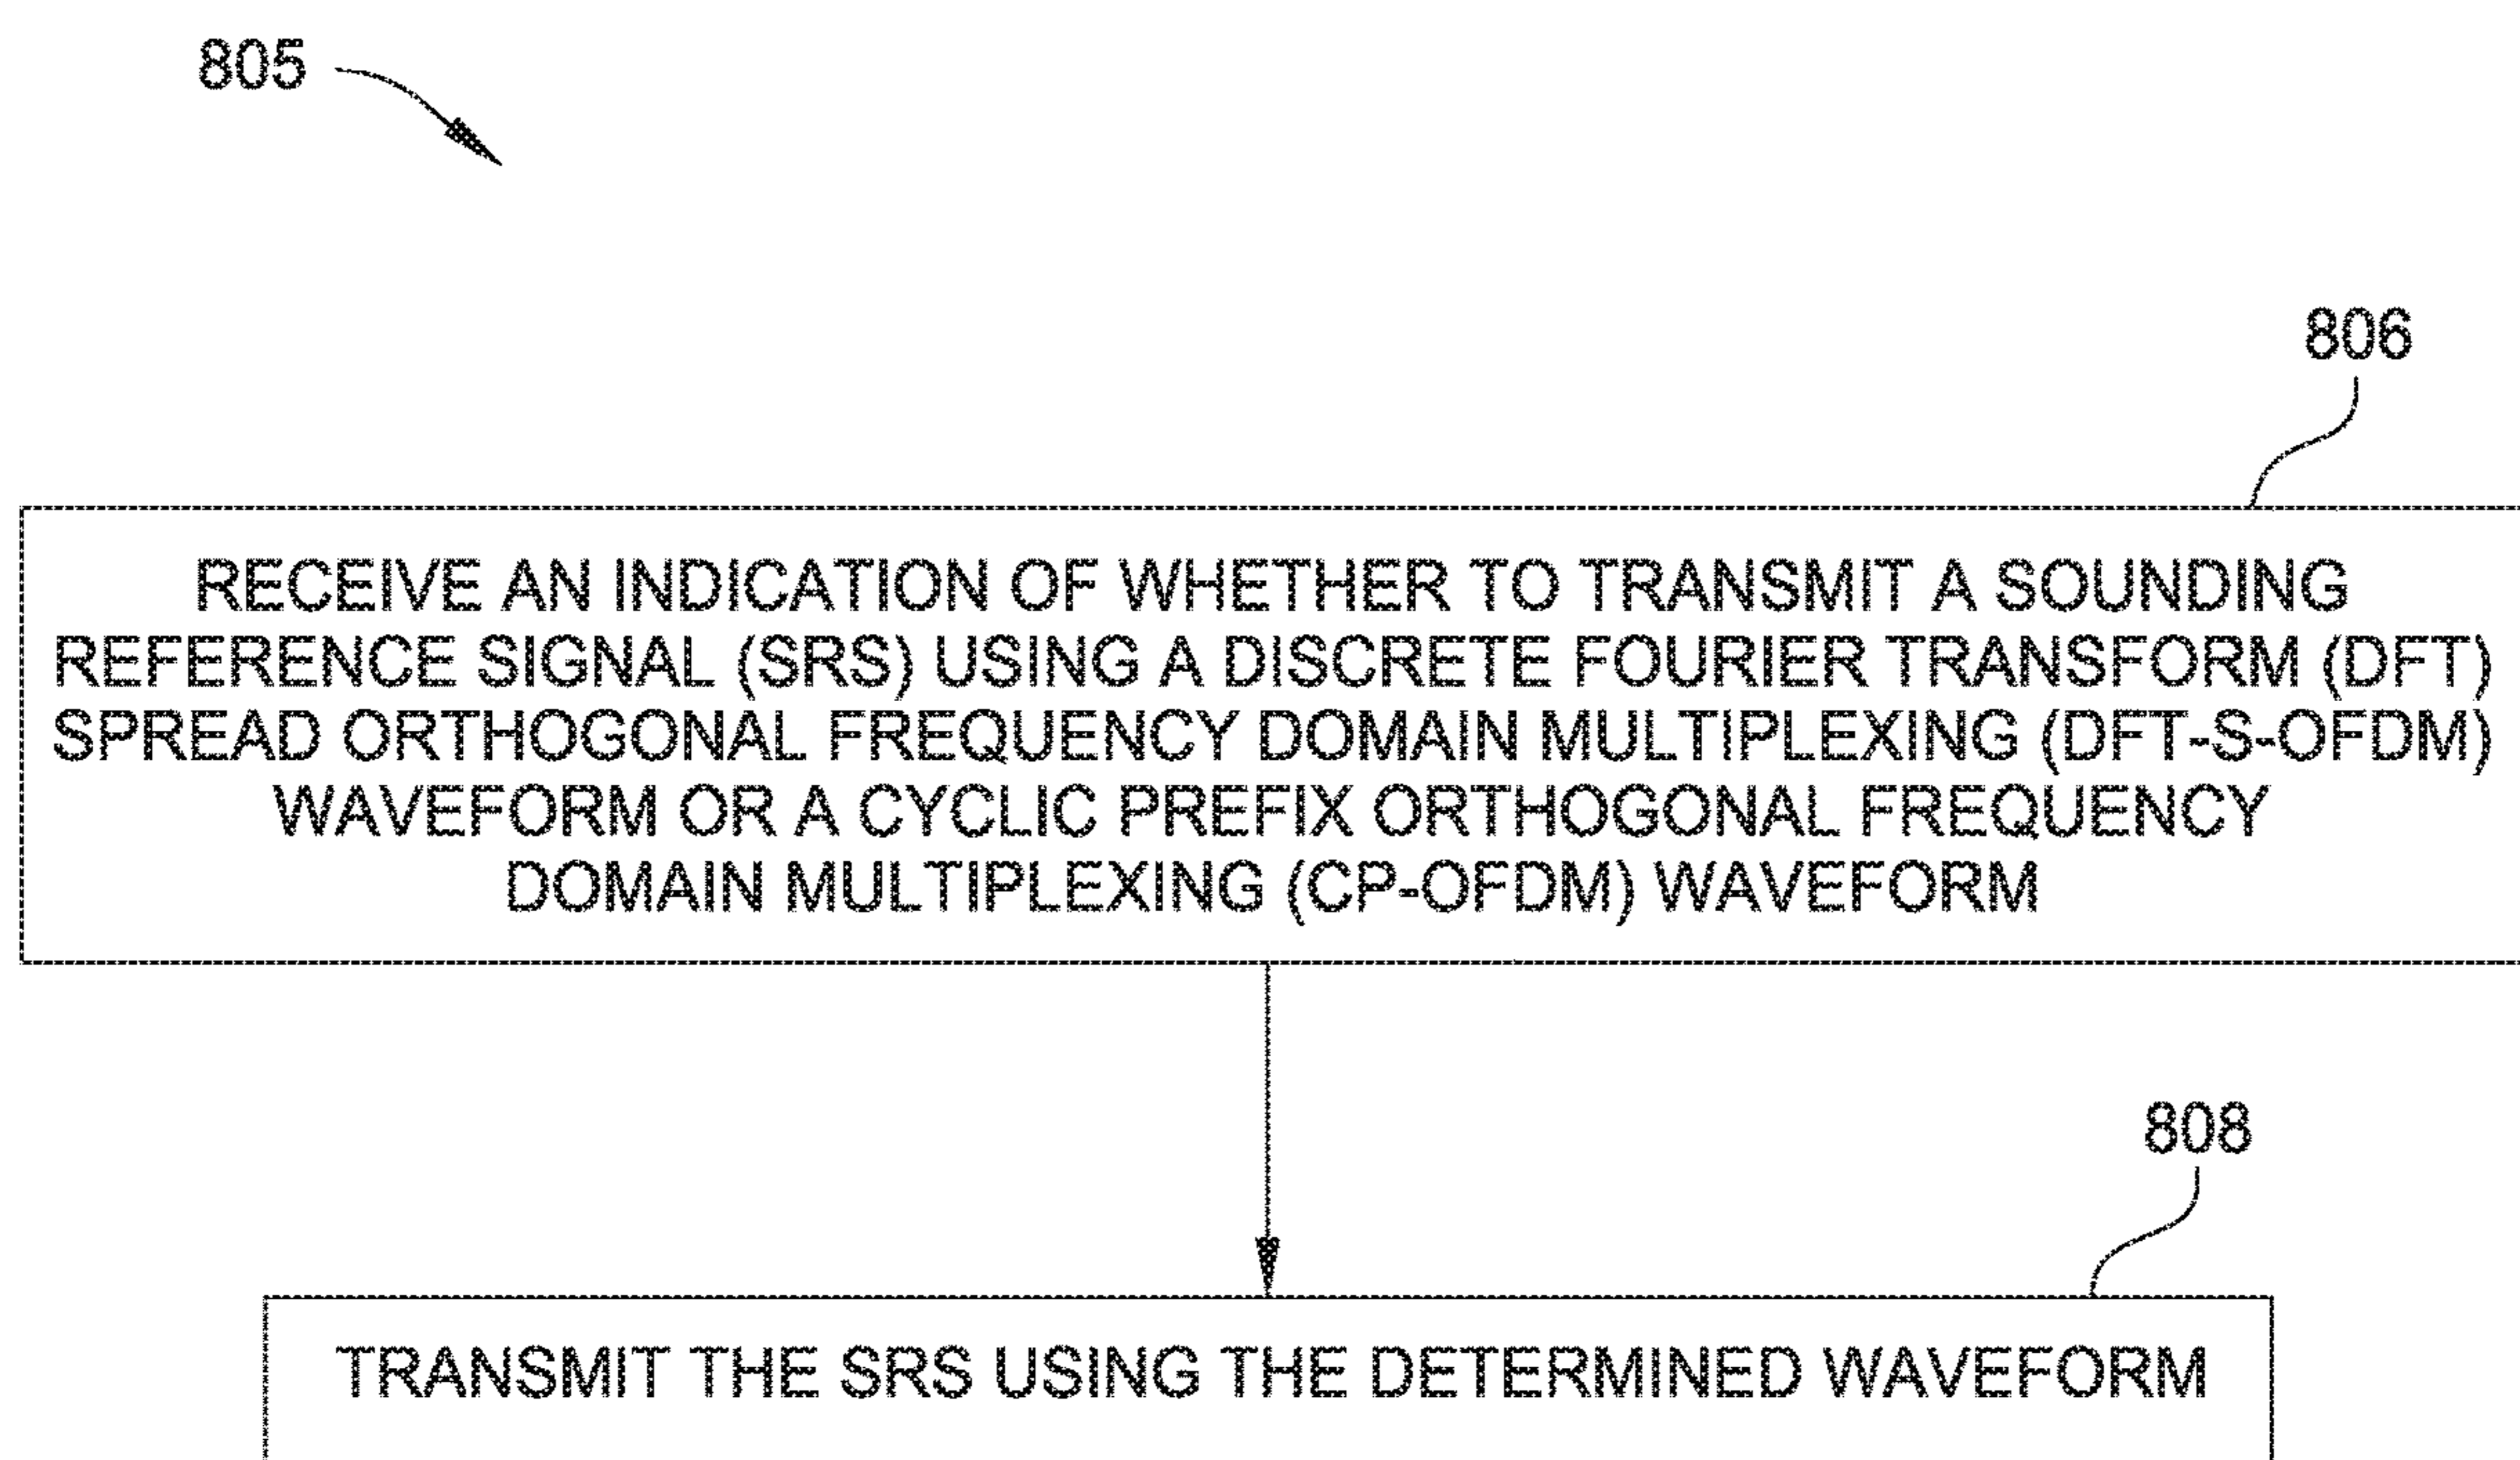 805
806
RECEIVE AN INDICATION OF WHETHER TO TRANSMIT A SOUNDING
REFERENCE SIGNAL (SRS) USING A DISCRETE FOURIER TRANSFORM (DFT)
SPREAD ORTHOGONAL FREQUENCY DOMAIN MULTIPLEXING (DFT-S-OFDM)
WAVEFORM OR A CYCLIC PREFIX ORTHOGONAL FREQUENCY
DOMAIN MULTIPLEXING (CP-OFDM) WAVEFORM
808
TRANSMIT THE SRS USING THE DETERMINED WAVEFORM